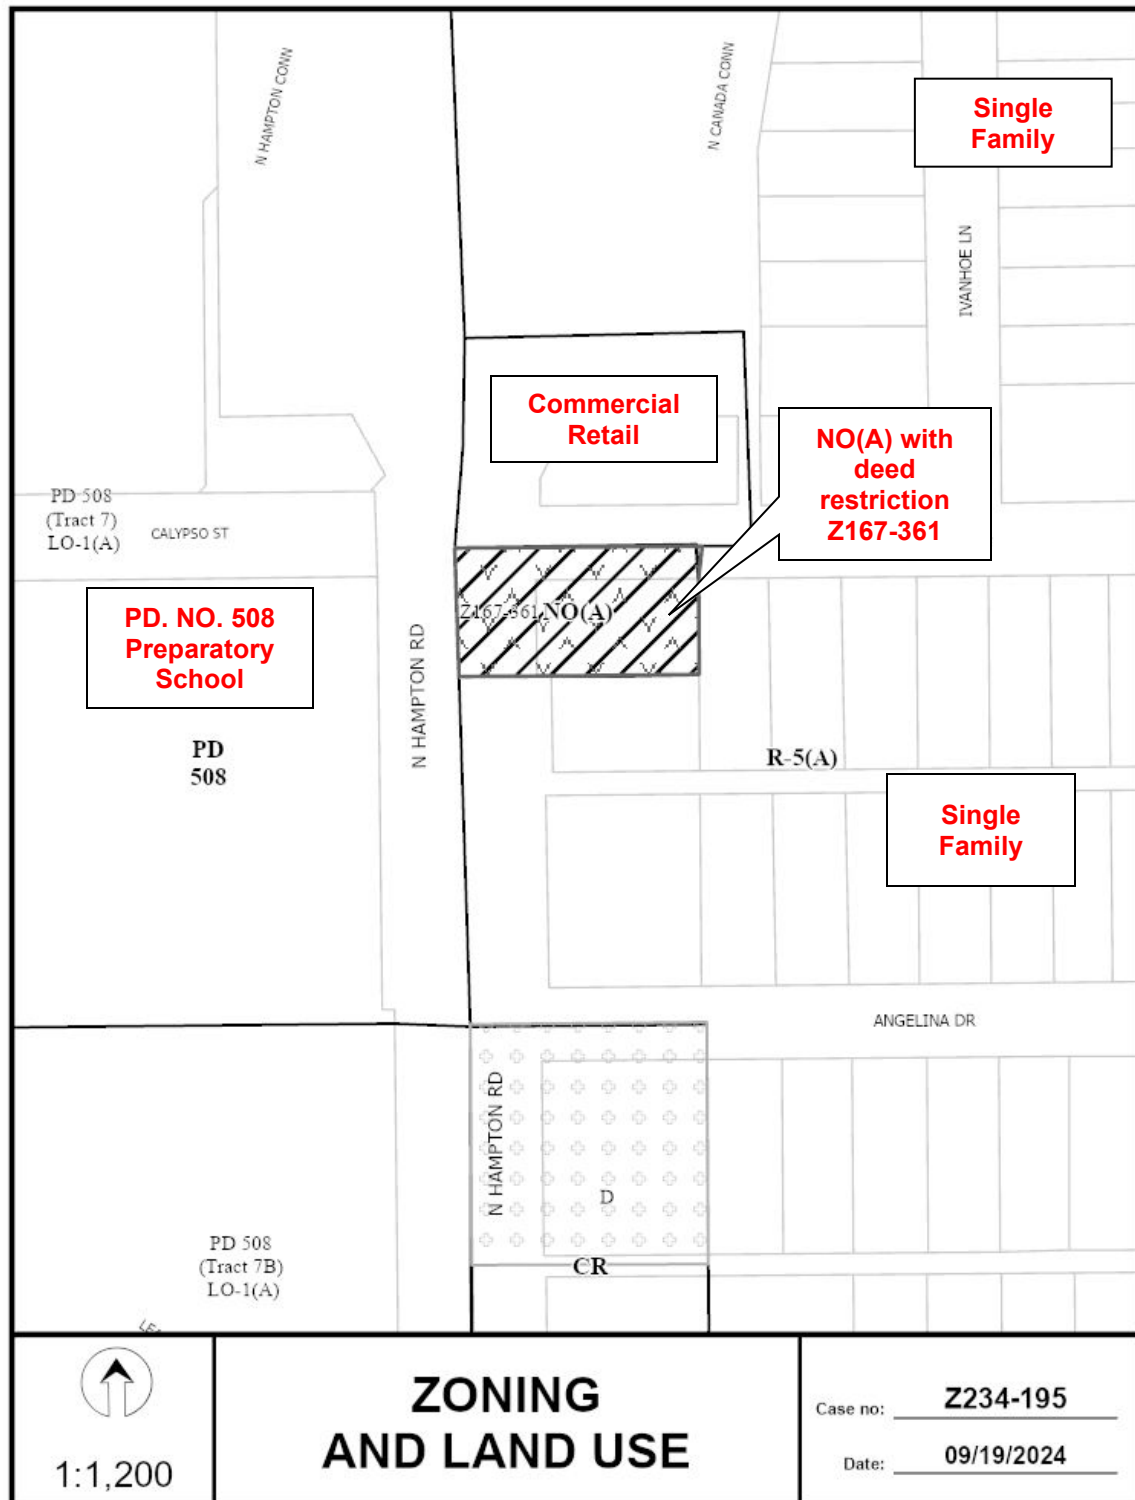 N HAMPTON CONN
N CANADA CONN
Single
Family
IVANHOE LN
Commercial
Retail
NO(A) with
deed
restriction
Z167-361
PD 508
(Tract 7)
LO-1(A)
CALYPSO ST
PD. NO. 508
Preparatory
School
Z167-361
NO(A)
N HAMPTON RD
PD
508
R-5(A)
Single
Family
ANGELINA DR
N HAMPTON RD
D
PD 508
(Tract 7B)
LO-1(A)
CR
1:1,200
ZONING
AND LAND USE
Case no: Z234-195
Date: 09/19/2024